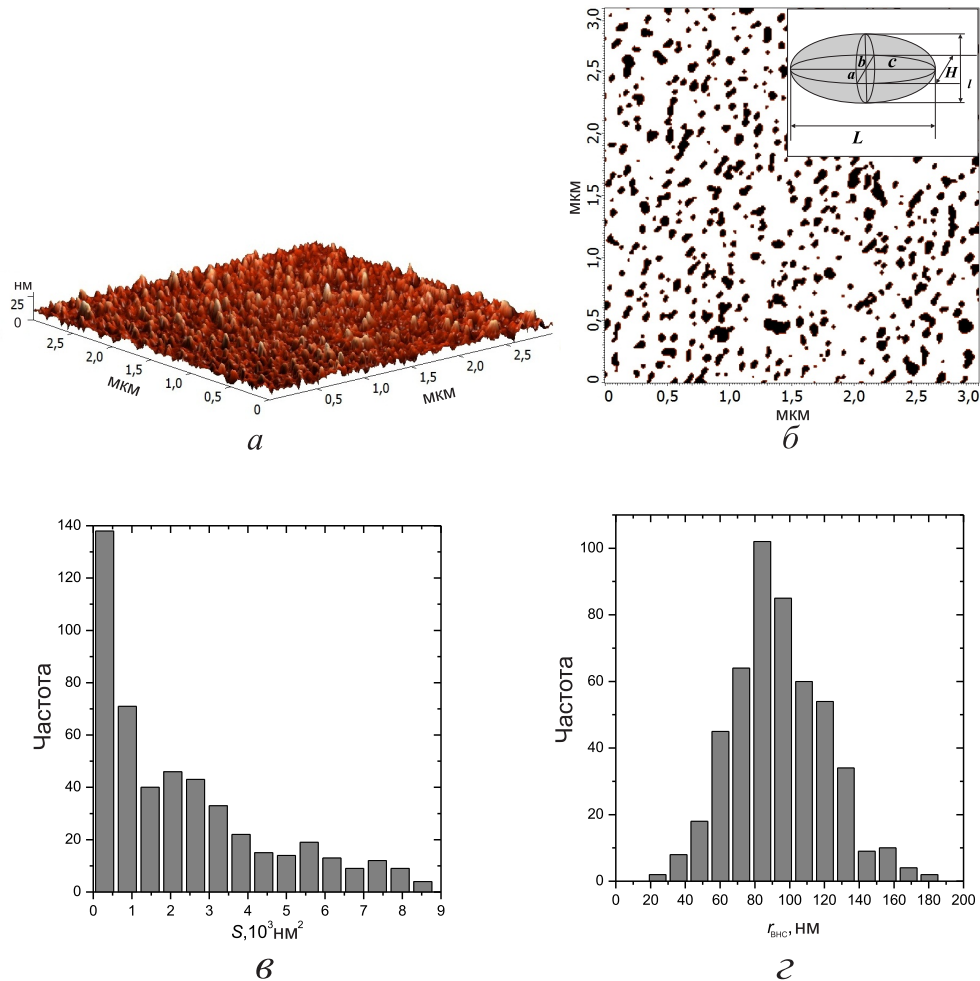 нм
25
0
2,5
2,0
1,5
1,0
0,5
0
мкм
0,5
1,0
1,5
2,0
2,5
мкм
а
3,0
2,5
2,0
1,5
1,0
0,5
0
мкм
a
b
c
H
l
L
0
0,5
1,0
1,5
2,0
2,5
3,0
мкм
б
140
120
100
80
60
40
20
0
Частота
0 1 2 3 4 5 6 7 8 9
S,10³нм²
в
100
80
60
40
20
0
Частота
0 20 40 60 80 100 120 140 160 180 200
rвнс, нм
г